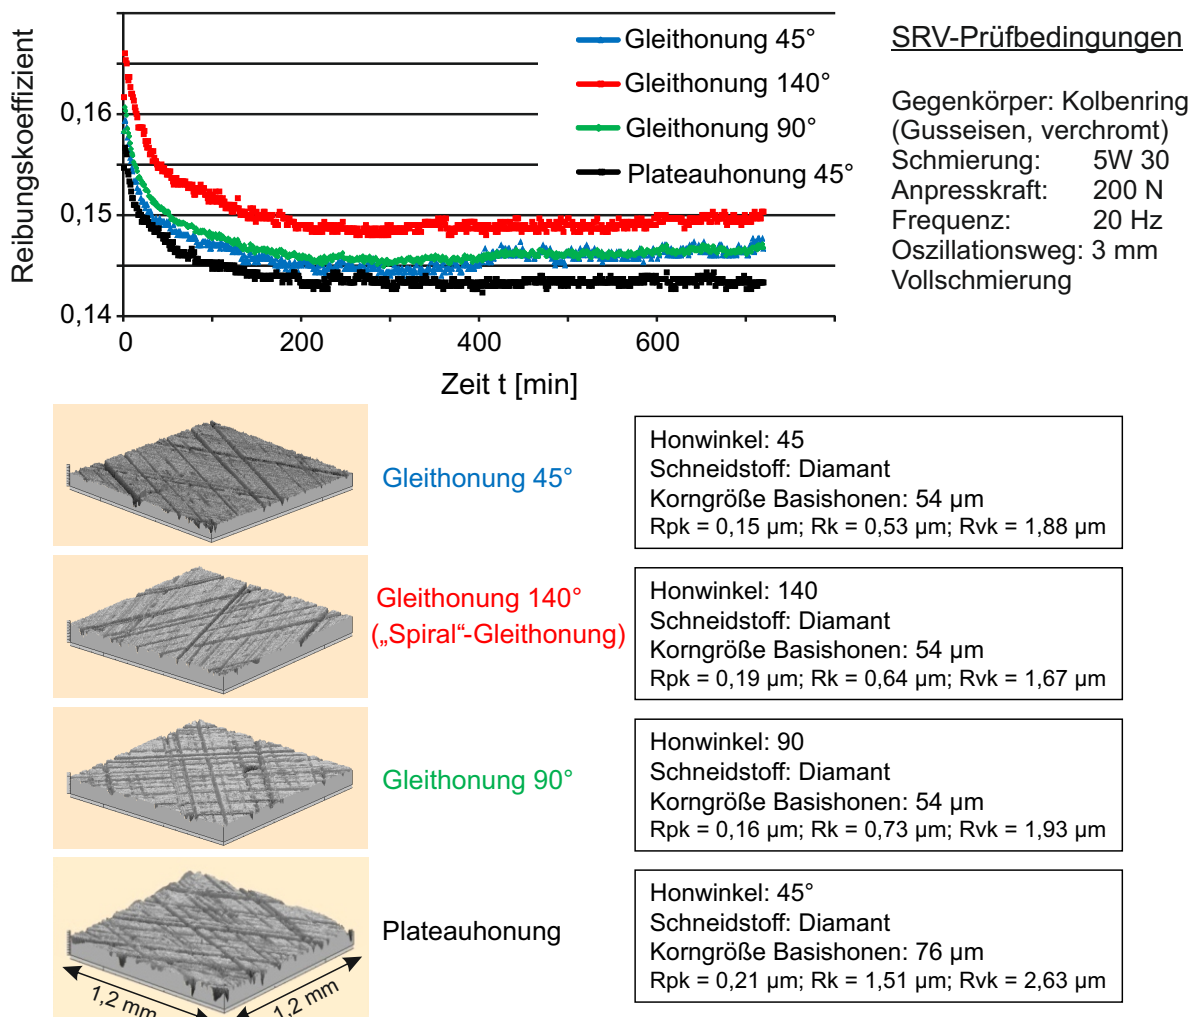 Reibungskoeffizient
0,16
0,15
0,14
0
200
400
600
Zeit t [min]
Gleithonung 45°
Gleithonung 140°
Gleithonung 90°
Plateauhonung 45°
SRV-Prüfbedingungen
Gegenkörper: Kolbenring
(Gusseisen, verchromt)
Schmierung: 5W 30
Anpresskraft: 200 N
Frequenz: 20 Hz
Oszillationsweg: 3 mm
Vollschmierung
Gleithonung 45°
Honwinkel: 45
Schneidstoff: Diamant
Korngröße Basishonen: 54 µm
Rpk = 0,15 µm; Rk = 0,53 µm; Rvk = 1,88 µm
Gleithonung 140°
(„Spiral“-Gleithonung)
Honwinkel: 140
Schneidstoff: Diamant
Korngröße Basishonen: 54 µm
Rpk = 0,19 µm; Rk = 0,64 µm; Rvk = 1,67 µm
Gleithonung 90°
Honwinkel: 90
Schneidstoff: Diamant
Korngröße Basishonen: 54 µm
Rpk = 0,16 µm; Rk = 0,73 µm; Rvk = 1,93 µm
Plateauhonung
Honwinkel: 45°
Schneidstoff: Diamant
Korngröße Basishonen: 76 µm
Rpk = 0,21 µm; Rk = 1,51 µm; Rvk = 2,63 µm
1,2 mm
1,2 mm